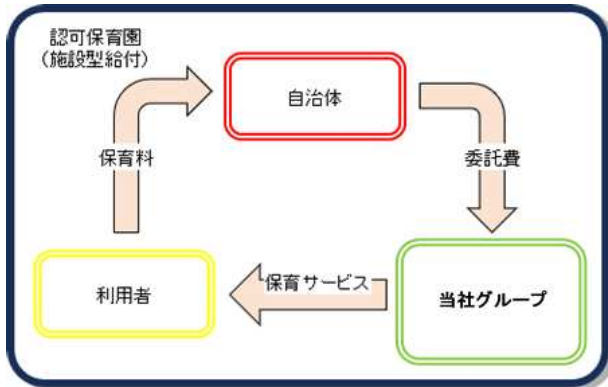 認可保育園
(施設型給付)
自治体
保育料
委託費
利用者
保育サービス
当社グループ